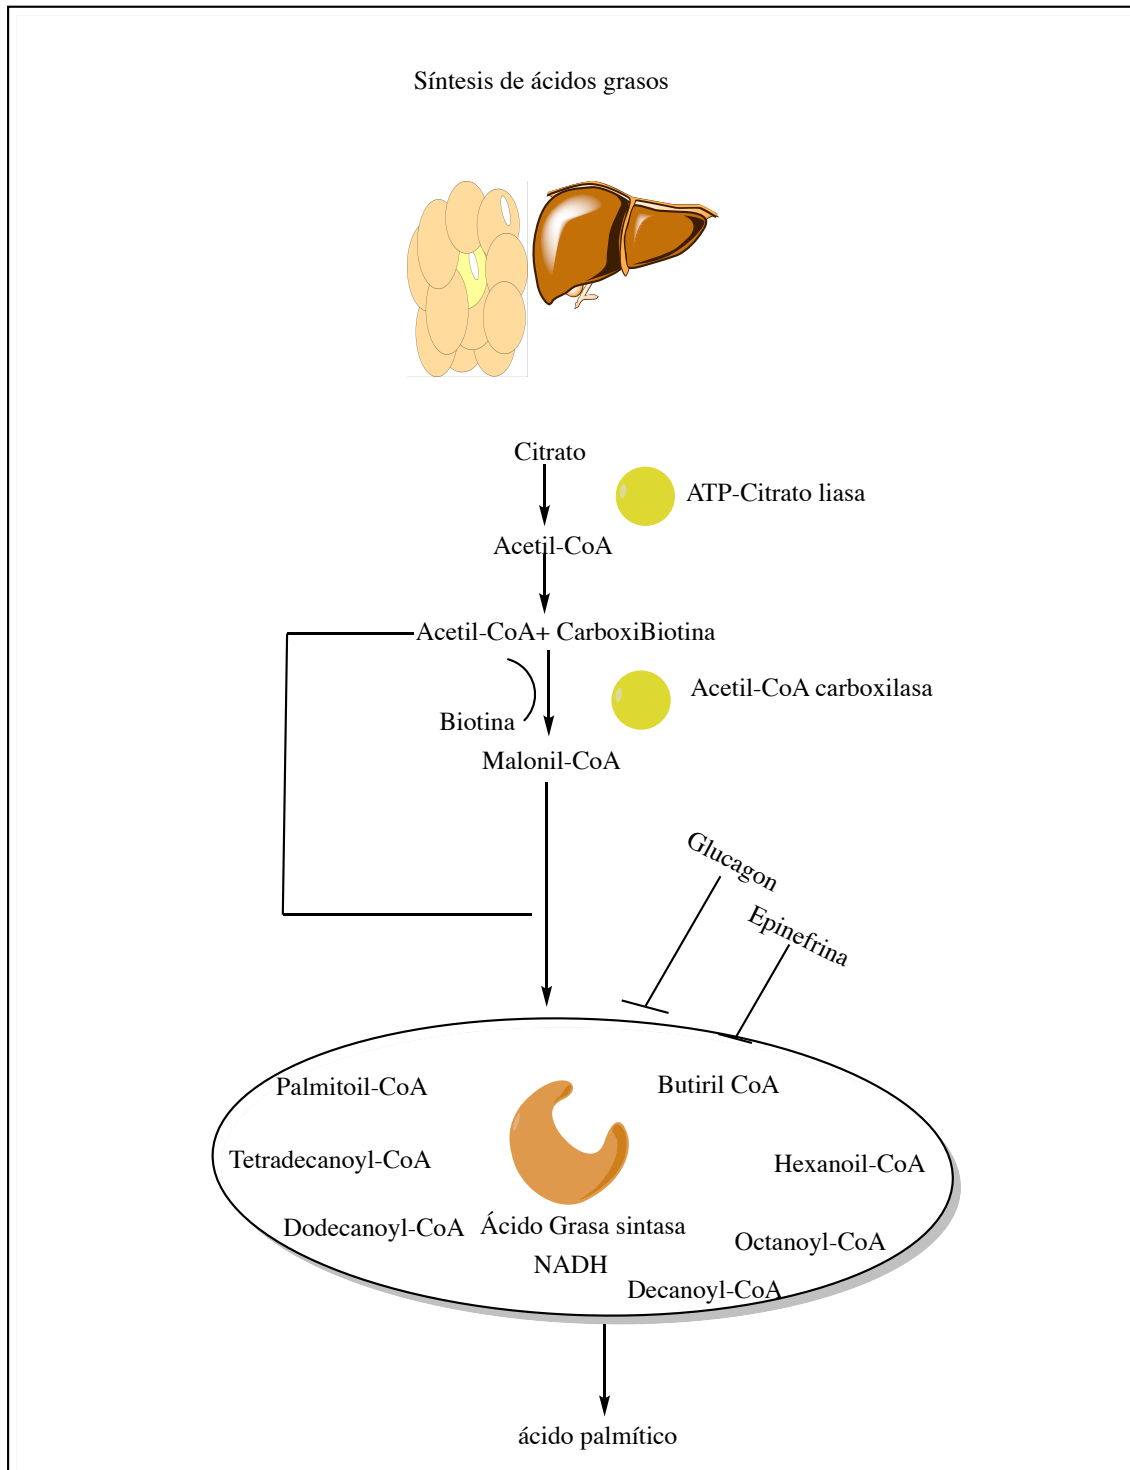 Síntesis de ácidos grasos
Citrato
ATP-Citrato liasa
Acetil-CoA
Acetil-CoA+ CarboxiBiotina
Acetil-CoA carboxilasa
Biotina
Malonil-CoA
Glucagon
Epinefrina
Palmitoil-CoA
Butiril CoA
Tetradecanoyl-CoA
Hexanoil-CoA
Dodecanoyl-CoA
Ácido Grasa sintasa
Octanoyl-CoA
NADH
Decanoyl-CoA
ácido palmítico